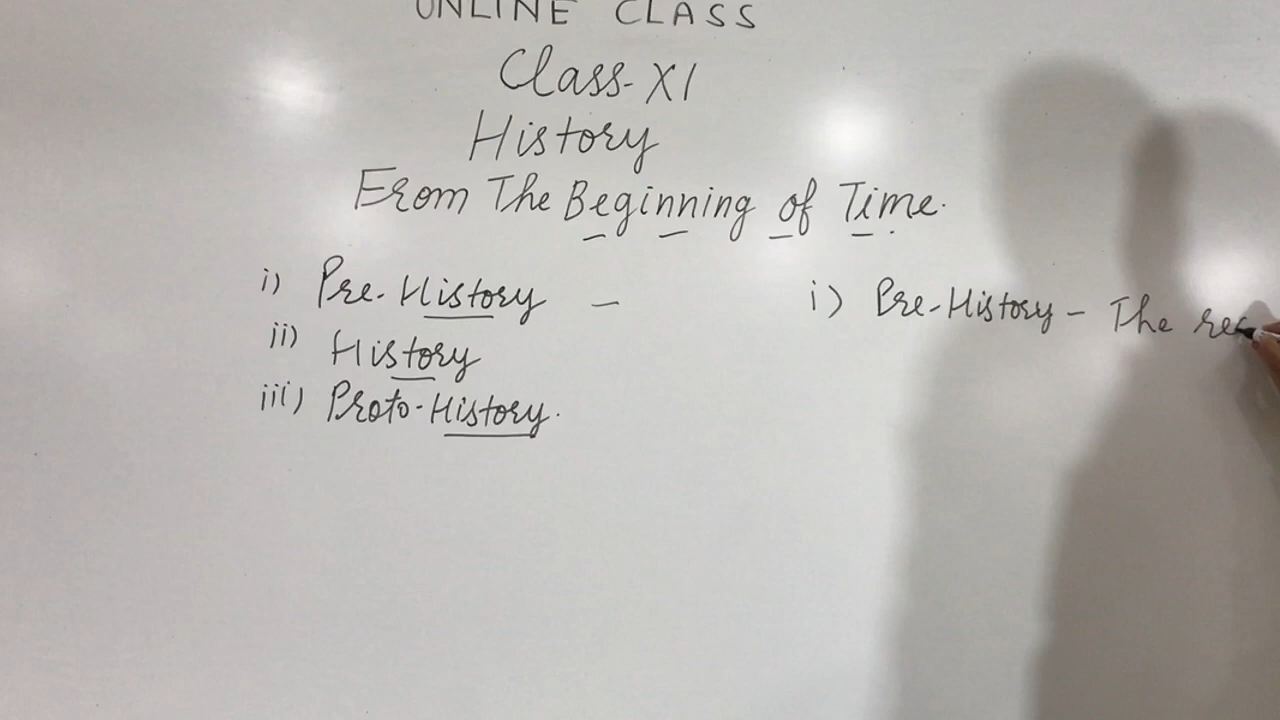 ONLINE CLASS
Class-XI
History
From The Beginning of Time.
i) Pre-History –
ii) History
iii) Proto-History.
i) Pre-History – The rec